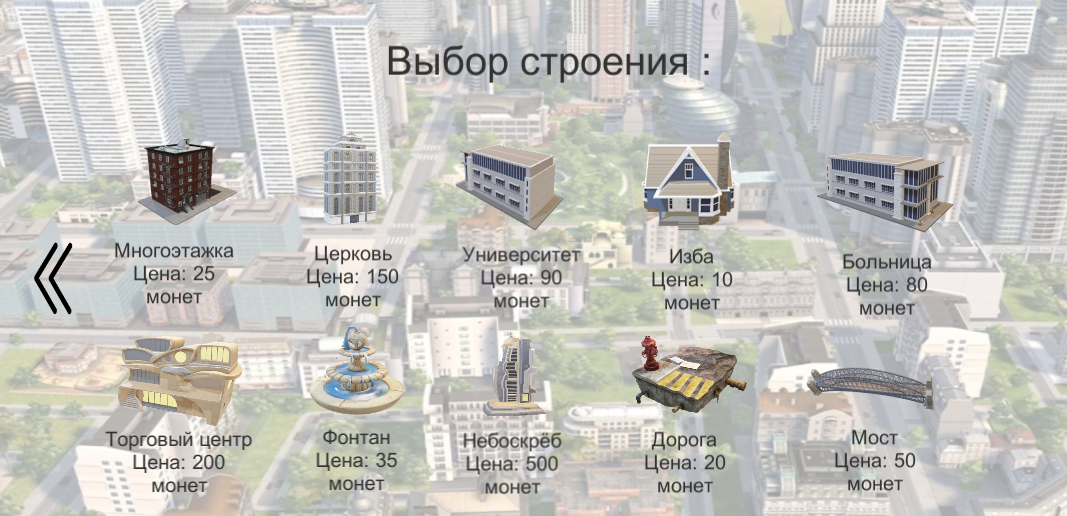 Выбор строения :
Многоэтажка
Цена: 25
монет
Церковь
Цена: 150
монет
Университет
Цена: 90
монет
Изба
Цена: 10
монет
Больница
Цена: 80
монет
Торговый центр
Цена: 200
монет
Фонтан
Цена: 35
монет
Небоскрёб
Цена: 500
монет
Дорога
Цена: 20
монет
Мост
Цена: 50
монет